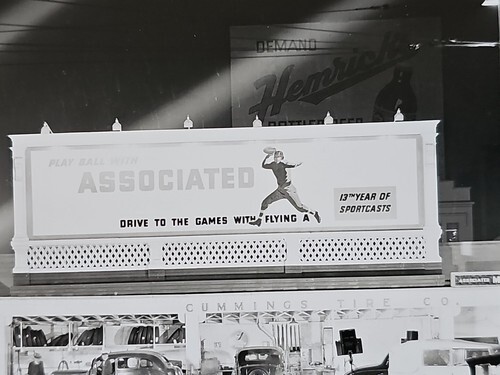 DEMAND
Hemrich's
BOTTLED BEER
PLAY BALL WITH
ASSOCIATED
13TH YEAR OF
SPORTCASTS
DRIVE TO THE GAMES WITH FLYING A
ASSOCIATED
CUMMINGS TIRE CO.